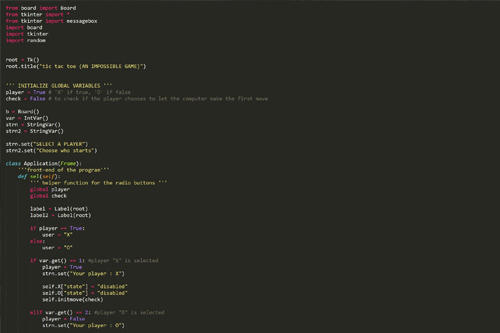 from board import Board
from tkinter import *
from tkinter import messagebox
import board
import tkinter
import random
root = Tk()
root.title("tic tac toe (AN IMPOSSIBLE GAME)")
''' INITIALIZE GLOBAL VARIABLES '''
player = True # 'X' if true, 'O' if false
check = False # to check if the player chooses to let the computer make the first move
b = Board()
var = IntVar()
strn = StringVar()
strn2 = StringVar()
strn.set("SELECT A PLAYER")
strn2.set("Choose who starts")
class Application(Frame):
'''front-end of the program'''
def sel(self):
''' helper function for the radio buttons '''
global player
global check
label = Label(root)
label2 = Label(root)
if player == True:
user = "X"
else:
user = "O"
if var.get() == 1: #player "X" is selected
player = True
strn.set("Your player : X")
self.X["state"] = "disabled"
self.O["state"] = "disabled"
self.initmove(check)
elif var.get() == 2: #player "O" is selected
player = False
strn.set("Your player : O")